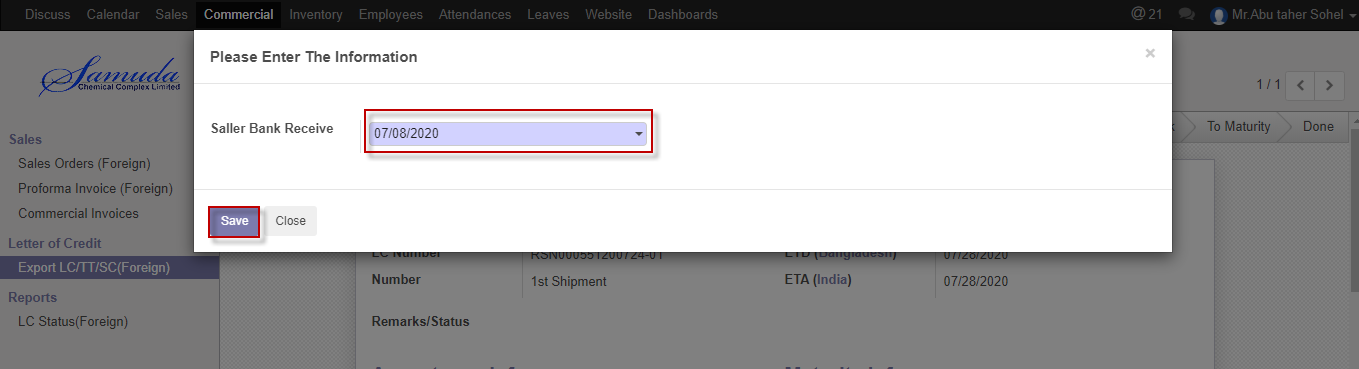 Discuss Calendar Sales Commercial Inventory Employees Attendances Leaves Website Dashboards @ 21 Mr.Abu taher Sohel
Please Enter The Information ×
Samuda
Chemical Complex Limited
1 / 1
Saller Bank Receive 07/08/2020
To Maturity Done
Sales
Sales Orders (Foreign)
Proforma Invoice (Foreign)
Commercial Invoices
Save Close
Letter of Credit
LC Number RSN000551200724-01 ETD (Bangladesh) 07/28/2020
Export LC/TT/SC(Foreign)
Number 1st Shipment ETA (India) 07/28/2020
Reports
LC Status(Foreign)
Remarks/Status